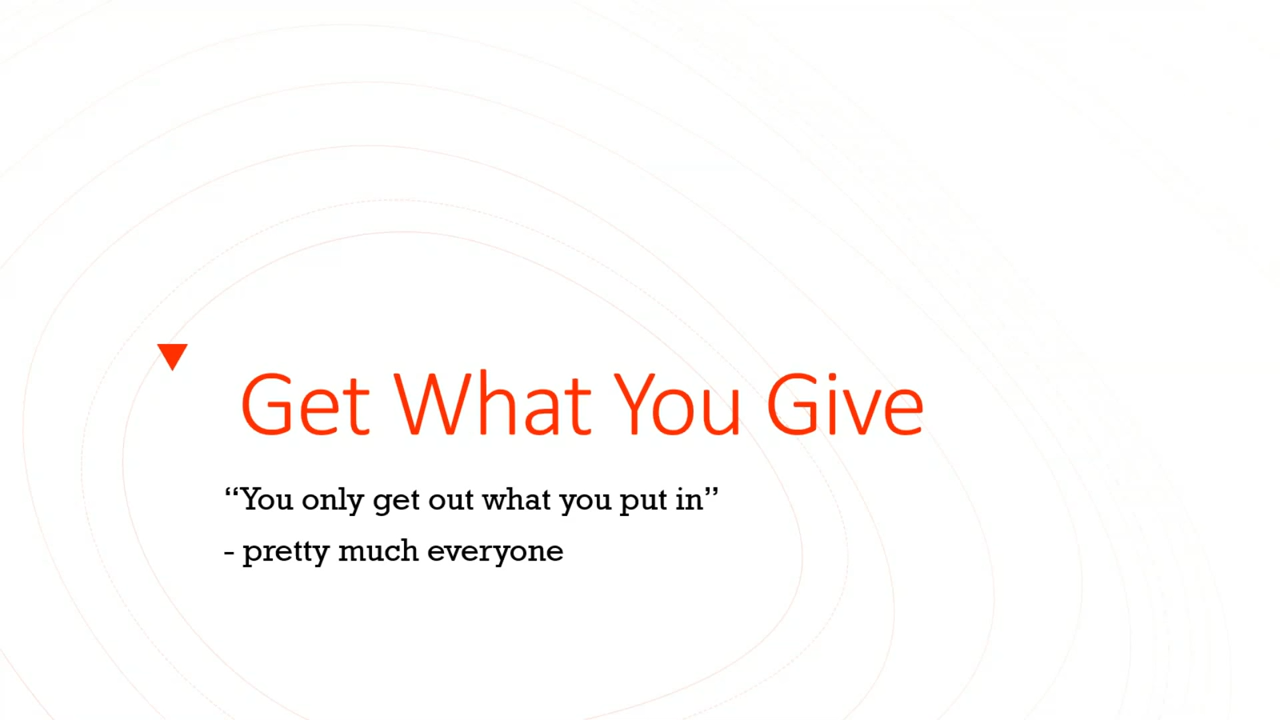 Get What You Give
“You only get out what you put in”
- pretty much everyone